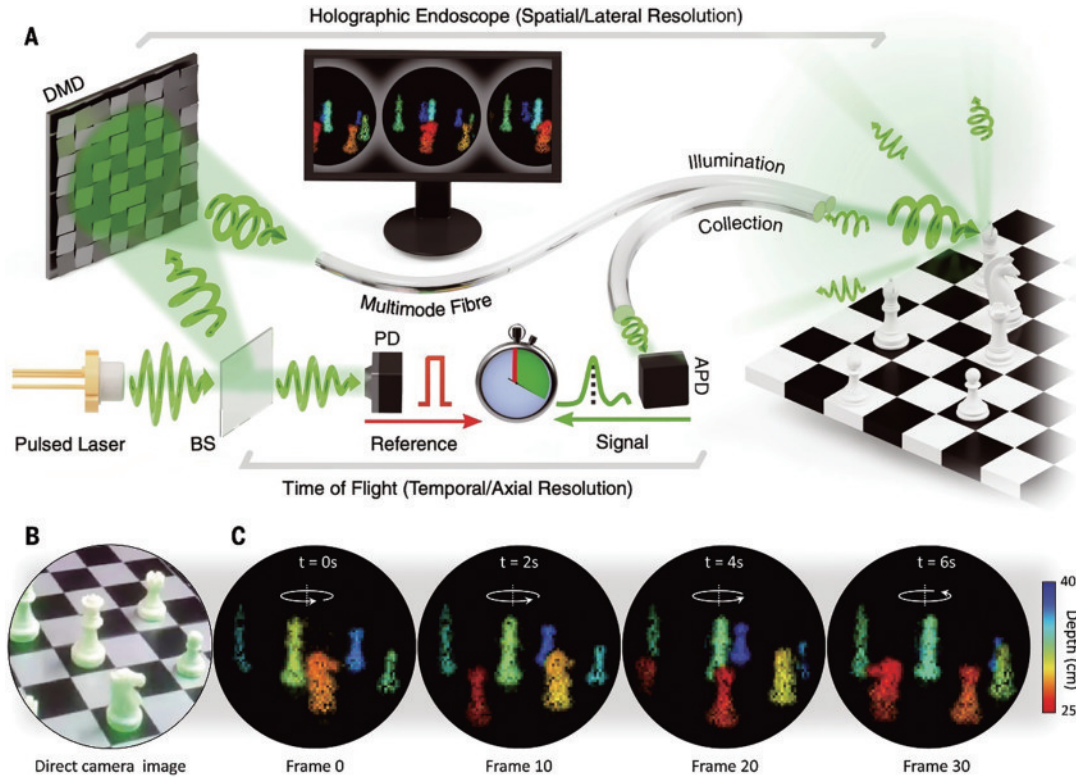 Holographic Endoscope (Spatial/Lateral Resolution)
A
DMD
Illumination
Collection
Multimode Fibre
PD
APD
Pulsed Laser
BS
Reference
Signal
Time of Flight (Temporal/Axial Resolution)
B
C
t = 0s
t = 2s
t = 4s
t = 6s
40
Depth (cm)
25
Direct camera image
Frame 0
Frame 10
Frame 20
Frame 30